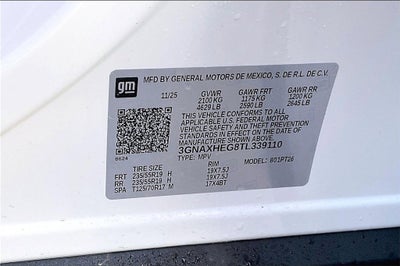 gm
MFD BY GENERAL MOTORS DE MEXICO, S. DE R.L. DE C.V.
11/25 GVWR GAWR FRT GAWR RR
2100 KG 1175 KG 1200 KG
4629 LB 2590 LB 2645 LB
THIS VEHICLE CONFORMS TO ALL
APPLICABLE U.S. FEDERAL MOTOR
VEHICLE SAFETY AND THEFT PREVENTION
STANDARDS IN EFFECT ON THE DATE OF
MANUFACTURE SHOWN ABOVE.
3GNAXHEG8TL339110
TYPE: MPV MODEL: 801PT26
6624
TIRE SIZE RIM
FRT 235/55R19 H 19X7.5J
RR 235/55R19 H 19X7.5J
SPA T125/70R17 M 17X4BT